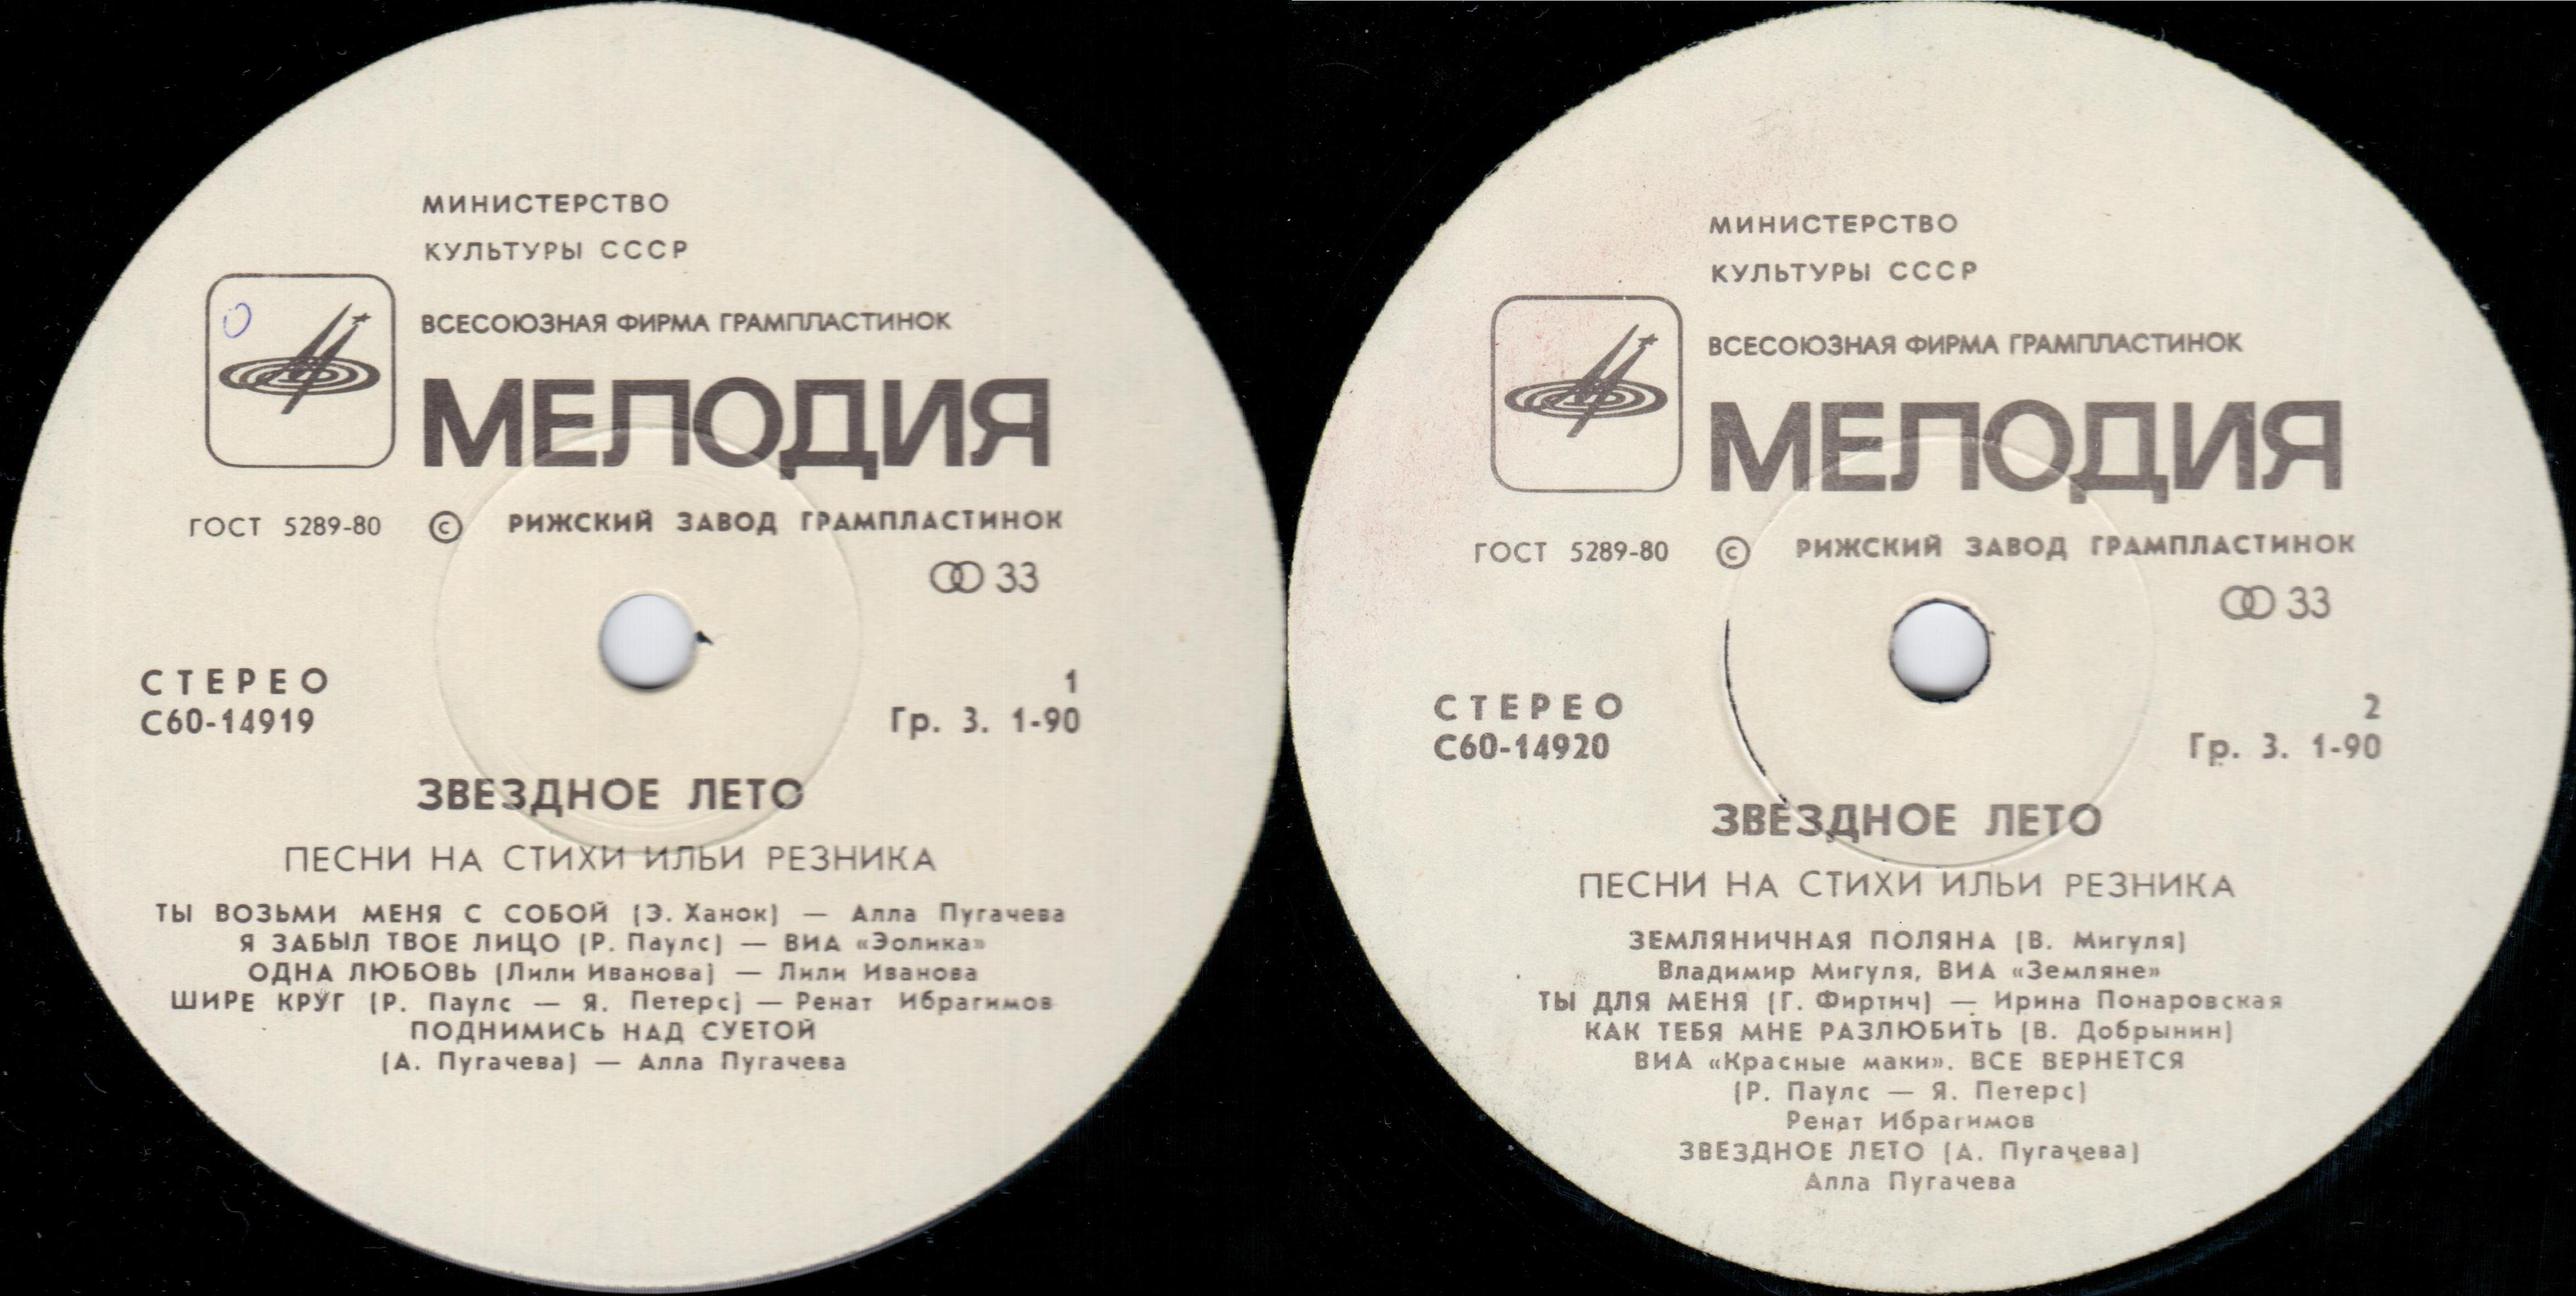 МИНИСТЕРСТВО
КУЛЬТУРЫ СССР
ВСЕСОЮЗНАЯ ФИРМА ГРАМПЛАСТИНОК
МЕЛОДИЯ
ГОСТ 5289-80 © РИЖСКИЙ ЗАВОД ГРАМПЛАСТИНОК
33
СТЕРЕО 1
С60-14919 Гр. 3. 1-90
ЗВЕЗДНОЕ ЛЕТО
ПЕСНИ НА СТИХИ ИЛЬИ РЕЗНИКА
ТЫ ВОЗЬМИ МЕНЯ С СОБОЙ (Э. Ханок) — Алла Пугачева
Я ЗАБЫЛ ТВОЕ ЛИЦО (Р. Паулс) — ВИА «Эолика»
ОДНА ЛЮБОВЬ (Лили Иванова) — Лили Иванова
ШИРЕ КРУГ (Р. Паулс — Я. Петерс) — Ренат Ибрагимов
ПОДНИМИСЬ НАД СУЕТОЙ
(А. Пугачева) — Алла Пугачева
МИНИСТЕРСТВО
КУЛЬТУРЫ СССР
ВСЕСОЮЗНАЯ ФИРМА ГРАМПЛАСТИНОК
МЕЛОДИЯ
ГОСТ 5289-80 © РИЖСКИЙ ЗАВОД ГРАМПЛАСТИНОК
33
СТЕРЕО 2
С60-14920 Гр. 3. 1-90
ЗВЕЗДНОЕ ЛЕТО
ПЕСНИ НА СТИХИ ИЛЬИ РЕЗНИКА
ЗЕМЛЯНИЧНАЯ ПОЛЯНА (В. Мигуля)
Владимир Мигуля, ВИА «Земляне»
ТЫ ДЛЯ МЕНЯ (Г. Фиртич) — Ирина Понаровская
КАК ТЕБЯ МНЕ РАЗЛЮБИТЬ (В. Добрынин)
ВИА «Красные маки». ВСЕ ВЕРНЕТСЯ
(Р. Паулс — Я. Петерс)
Ренат Ибрагимов
ЗВЕЗДНОЕ ЛЕТО (А. Пугачева)
Алла Пугачева